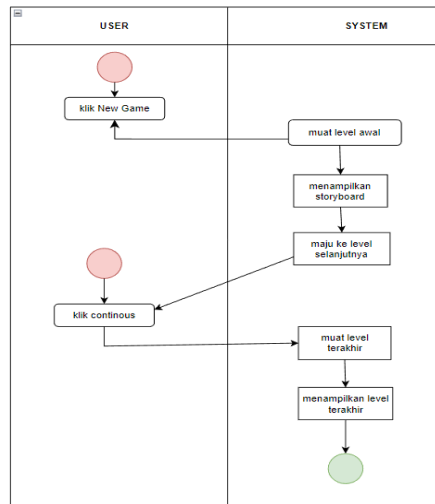 USER
SYSTEM
klik New Game
muat level awal
menampilkan
storyboard
maju ke level
selanjutnya
klik continous
muat level
terakhir
menampilkan level
terakhir